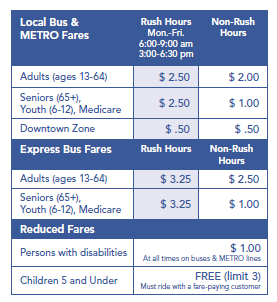 Local Bus &
METRO Fares
Rush Hours
Mon.-Fri.
6:00-9:00 am
3:00-6:30 pm
Non-Rush
Hours
Adults (ages 13-64) $ 2.50 $ 2.00
Seniors (65+),
Youth (6-12), Medicare $ 2.50 $ 1.00
Downtown Zone $ .50 $ .50
Express Bus Fares Rush Hours Non-Rush
Hours
Adults (ages 13-64) $ 3.25 $ 2.50
Seniors (65+),
Youth (6-12), Medicare $ 3.25 $ 1.00
Reduced Fares
Persons with disabilities $ 1.00
At all times on buses & METRO lines
Children 5 and Under FREE (limit 3)
Must ride with a fare-paying customer